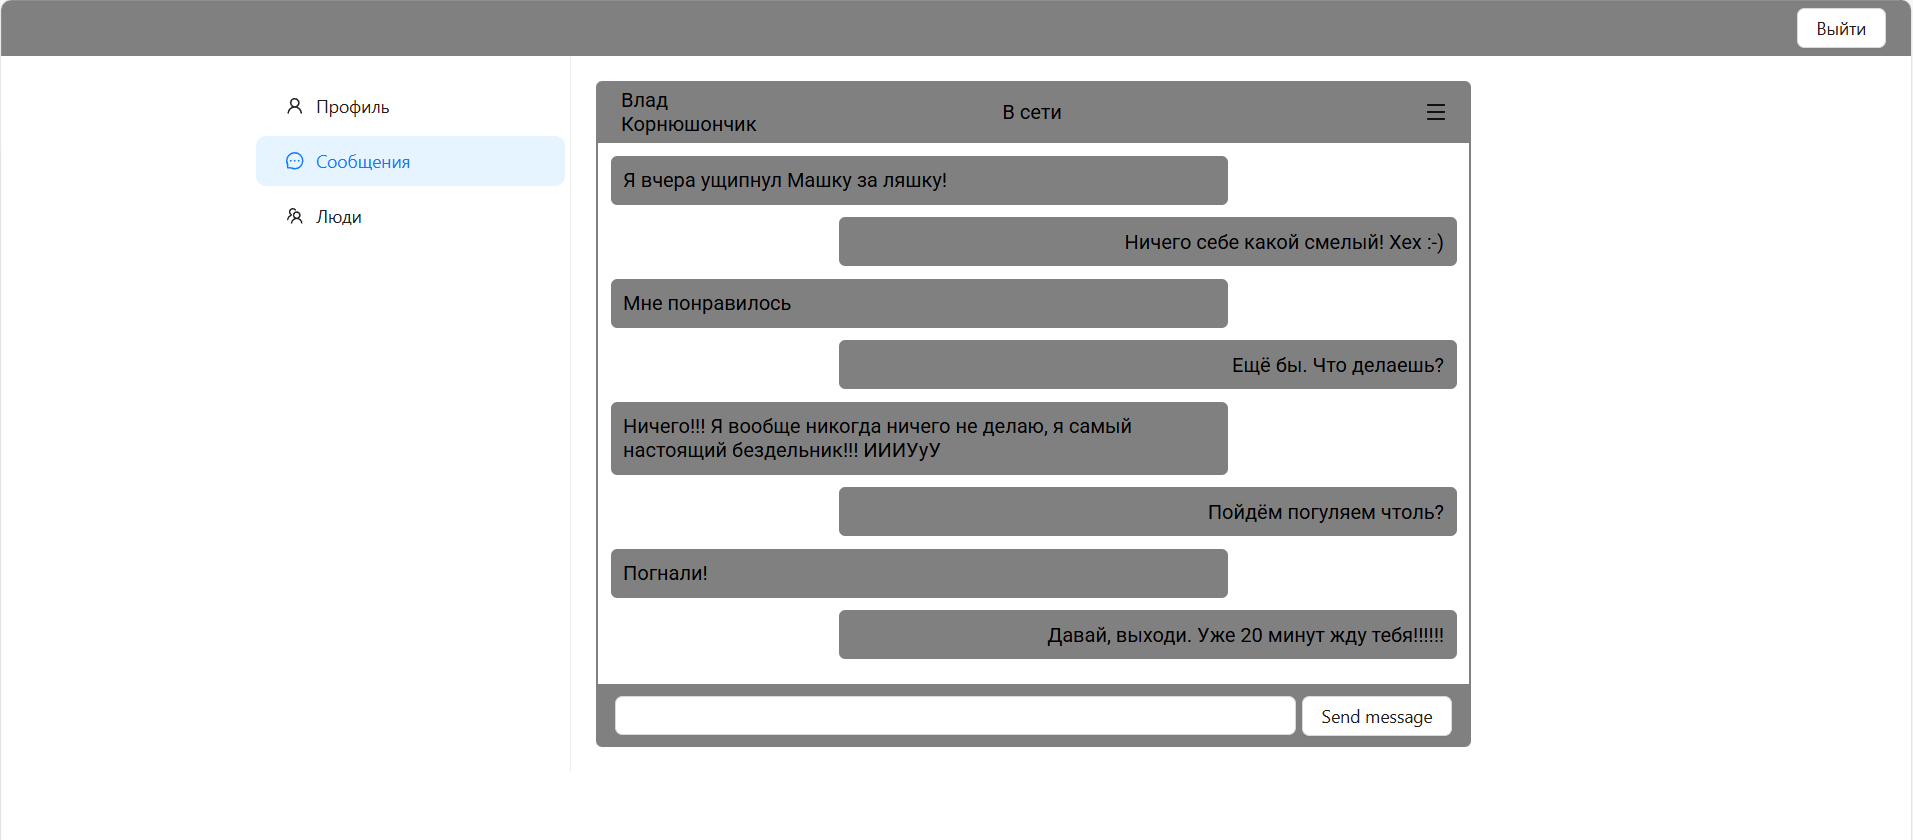 Выйти
Профиль
Сообщения
Люди
Влад
Корнюшончик
В сети
Я вчера ущипнул Машку за ляшку!
Ничего себе какой смелый! Хех :-)
Мне понравилось
Ещё бы. Что делаешь?
Ничего!!! Я вообще никогда ничего не делаю, я самый
настоящий бездельник!!! ИИИУуУ
Пойдём погуляем чтоль?
Погнали!
Давай, выходи. Уже 20 минут жду тебя!!!!!!
Send message